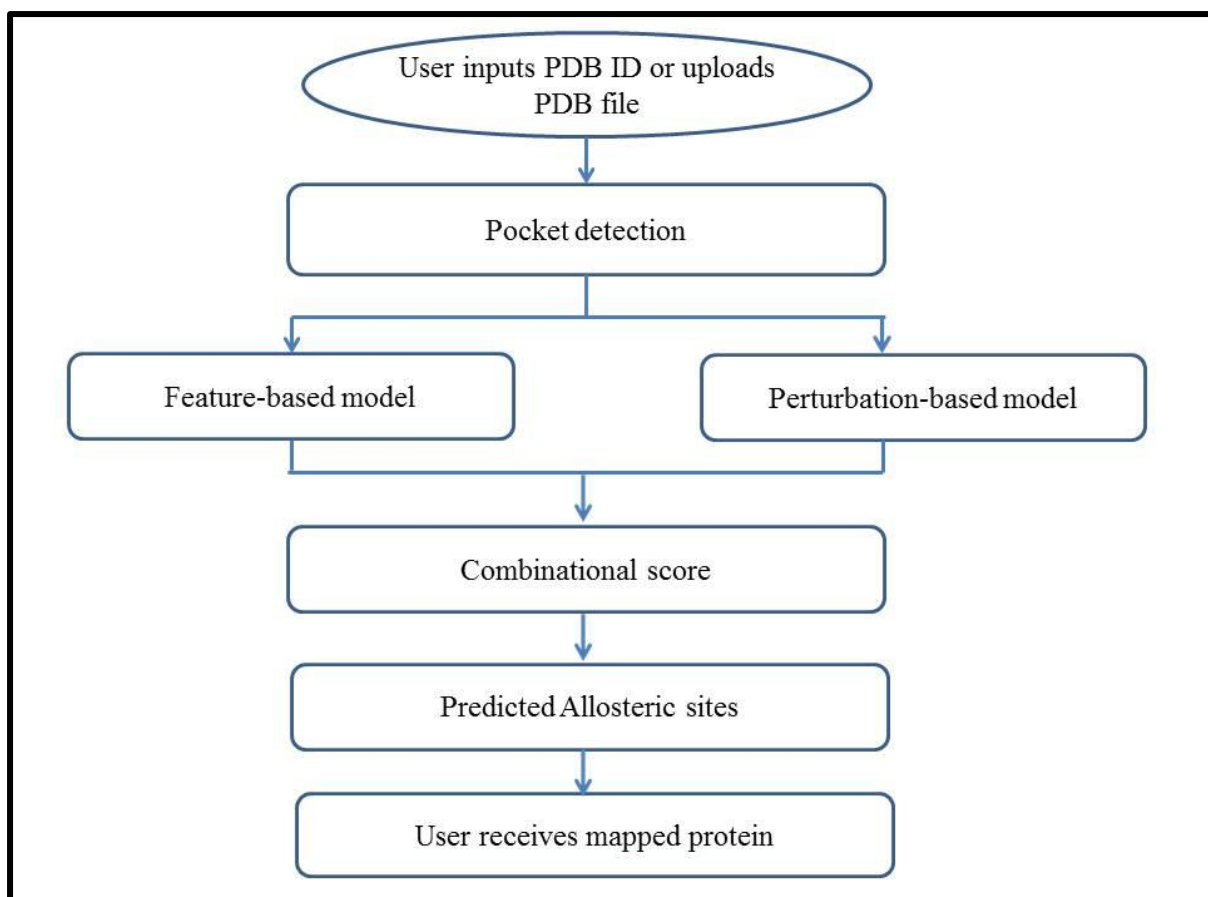 User inputs PDB ID or uploads
PDB file
Pocket detection
Feature-based model
Perturbation-based model
Combinational score
Predicted Allosteric sites
User receives mapped protein